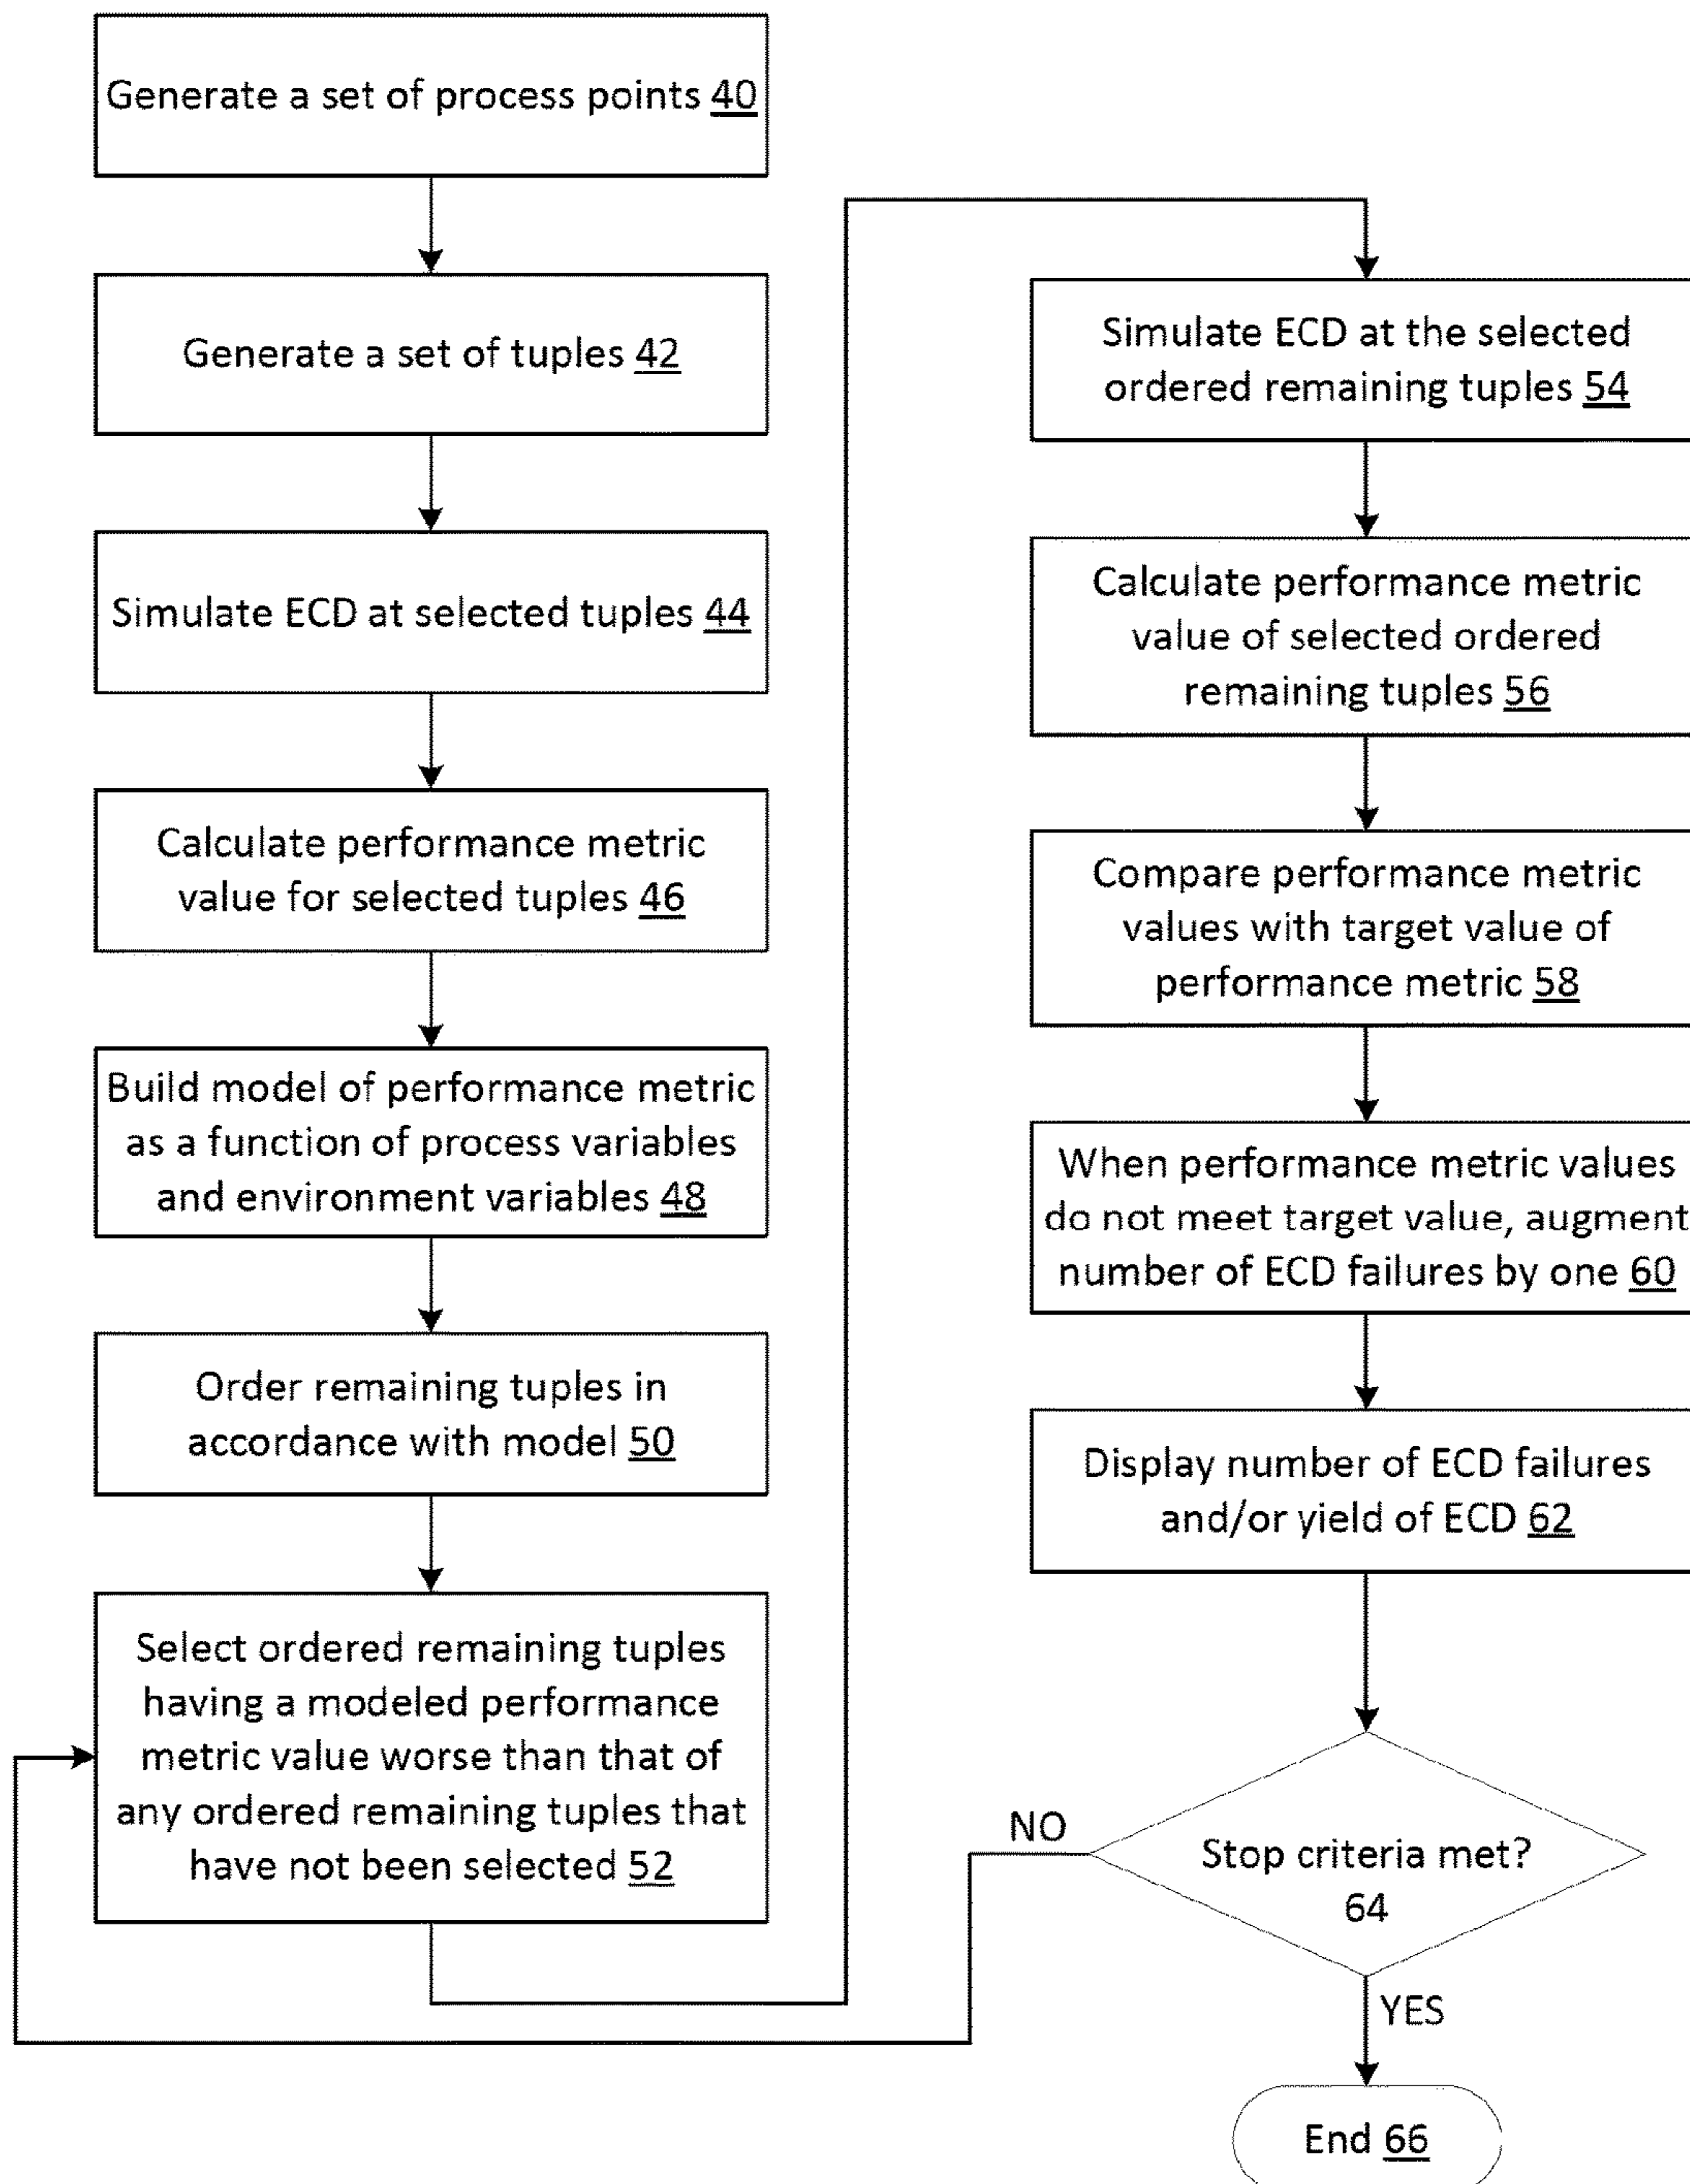 Generate a set of process points 40
Generate a set of tuples 42
Simulate ECD at selected tuples 44
Calculate performance metric
value for selected tuples 46
Build model of performance metric
as a function of process variables
and environment variables 48
Order remaining tuples in
accordance with model 50
Select ordered remaining tuples
having a modeled performance
metric value worse than that of
any ordered remaining tuples that
have not been selected 52
Simulate ECD at the selected
ordered remaining tuples 54
Calculate performance metric
value of selected ordered
remaining tuples 56
Compare performance metric
values with target value of
performance metric 58
When performance metric values
do not meet target value, augment
number of ECD failures by one 60
Display number of ECD failures
and/or yield of ECD 62
NO
Stop criteria met?
64
YES
End 66